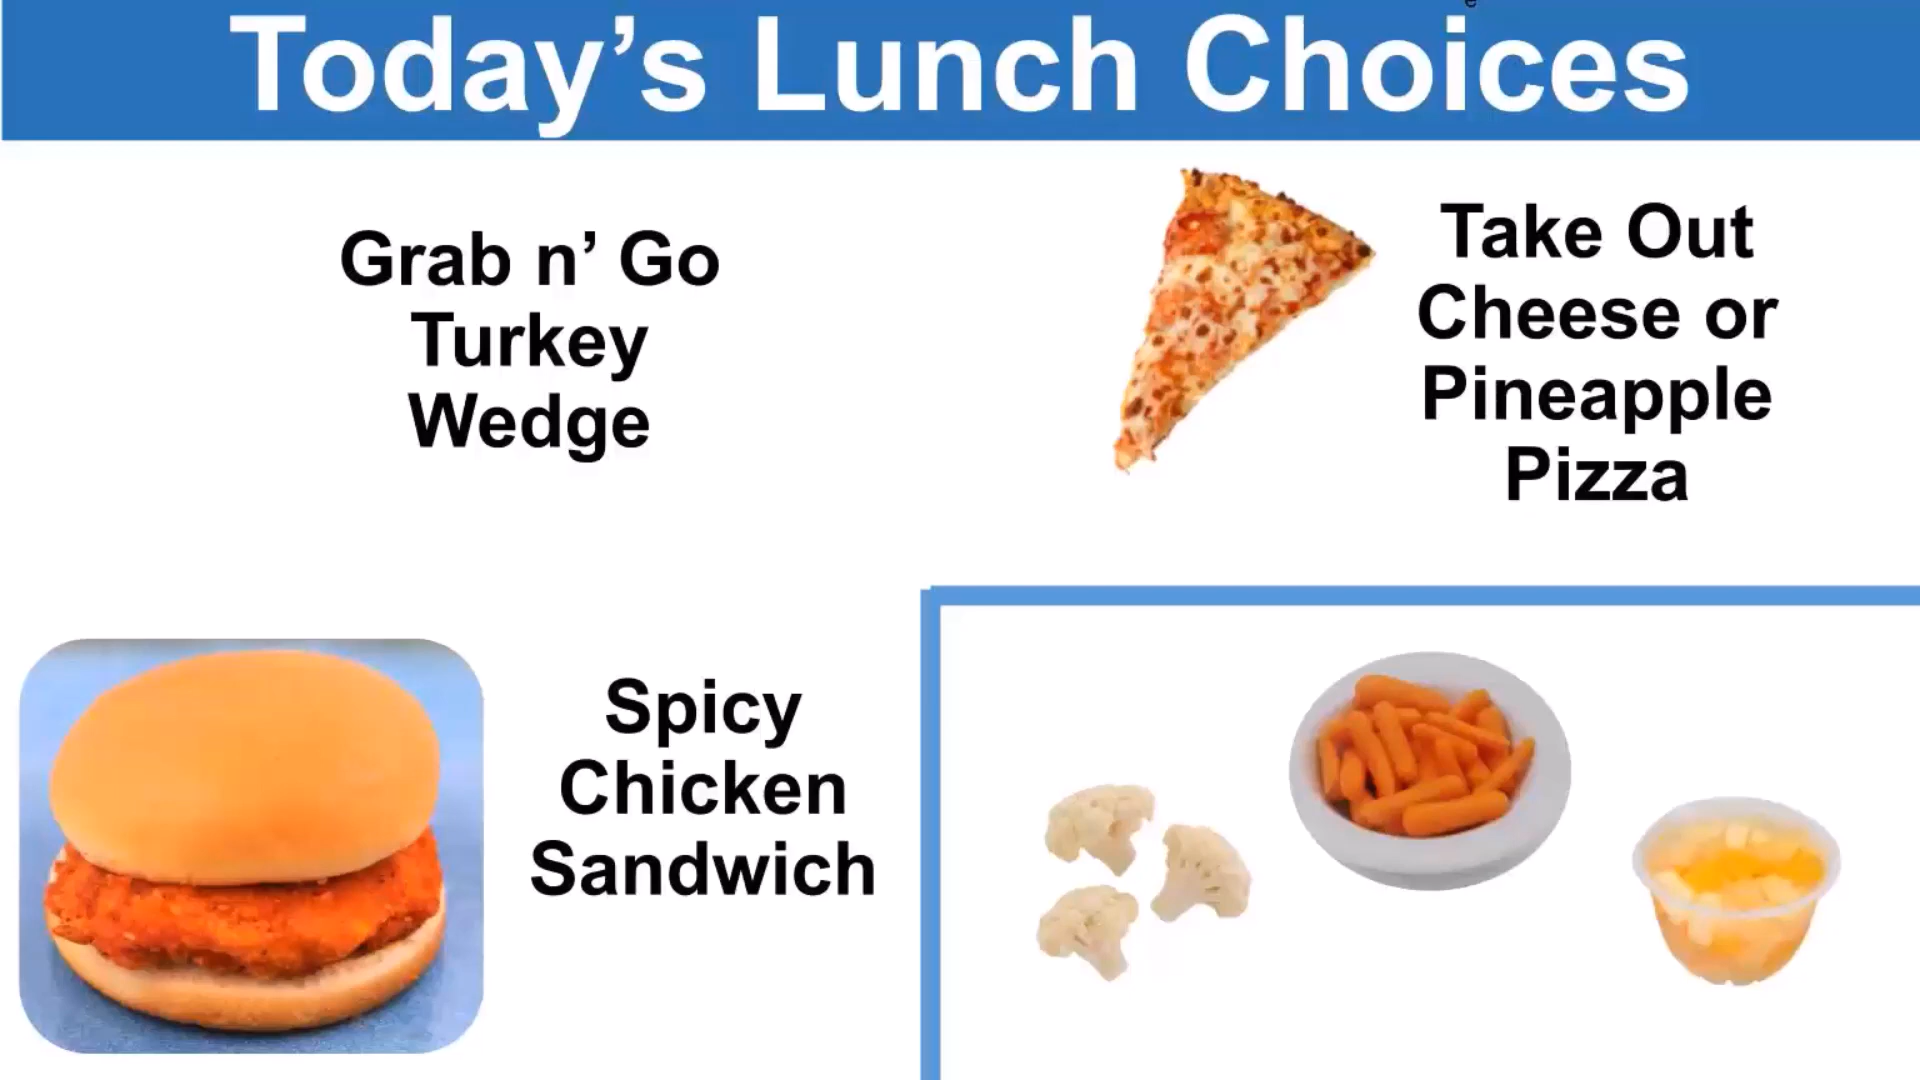 Today’s Lunch Choices
Grab n’ Go
Turkey
Wedge
Take Out
Cheese or
Pineapple
Pizza
Spicy
Chicken
Sandwich